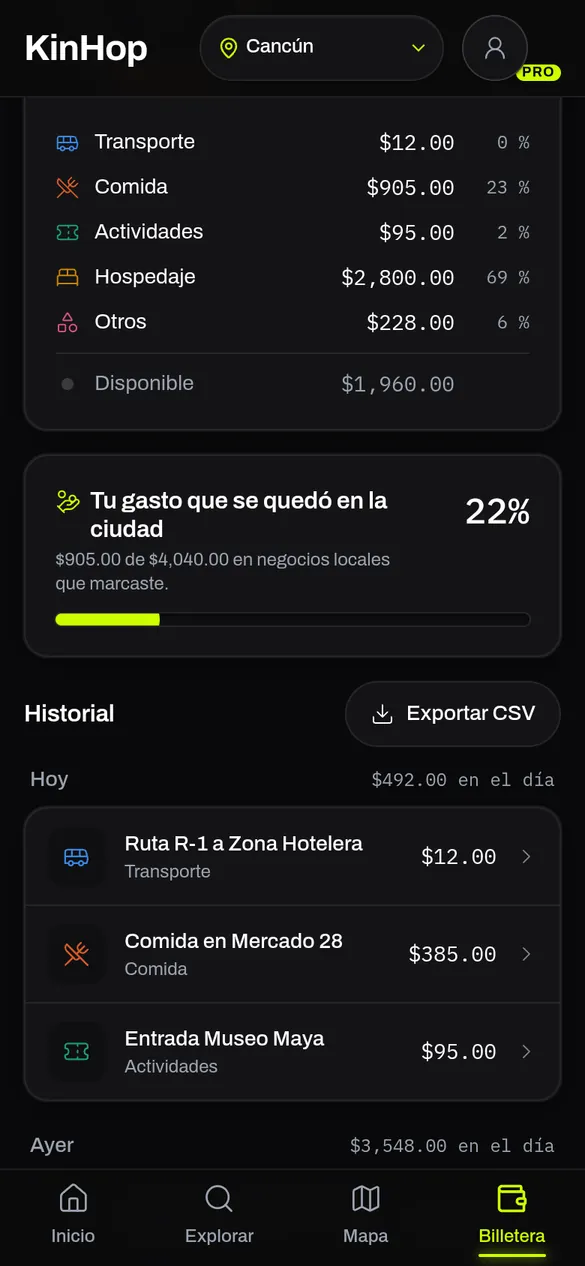 KinHop
Cancún
PRO
Transporte $12.00 0 %
Comida $905.00 23 %
Actividades $95.00 2 %
Hospedaje $2,800.00 69 %
Otros $228.00 6 %
Disponible $1,960.00
Tu gasto que se quedó en la
ciudad
22%
$905.00 de $4,040.00 en negocios locales
que marcaste.
Historial
Exportar CSV
Hoy $492.00 en el día
Ruta R-1 a Zona Hotelera
Transporte
$12.00
Comida en Mercado 28
Comida
$385.00
Entrada Museo Maya
Actividades
$95.00
Ayer $3,548.00 en el día
Inicio Explorar Mapa Billetera